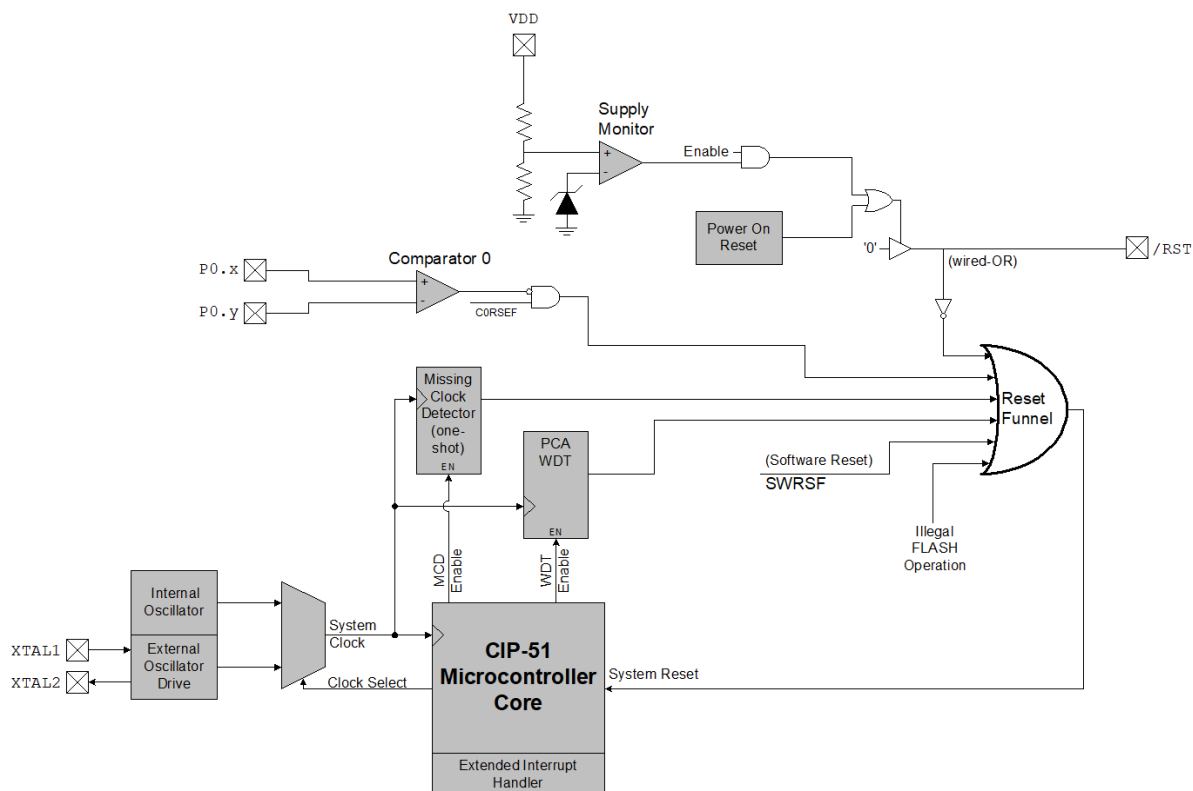 VDD
Supply
Monitor
+
-
Enable
Power On
Reset
'0'
/RST
(wired-OR)
P0.x
P0.y
Comparator 0
+
-
C0RSEF
Missing
Clock
Detector
(one-
shot)
EN
PCA
WDT
EN
Reset
Funnel
(Software Reset)
SWRSF
Illegal
FLASH
Operation
MCD
Enable
WDT
Enable
Internal
Oscillator
External
Oscillator
Drive
XTAL1
XTAL2
System
Clock
Clock Select
CIP-51
Microcontroller
Core
System Reset
Extended Interrupt
Handler